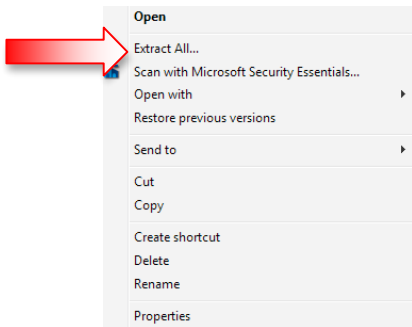 Open
Extract All...
Scan with Microsoft Security Essentials...
Open with
Restore previous versions
Send to
Cut
Copy
Create shortcut
Delete
Rename
Properties